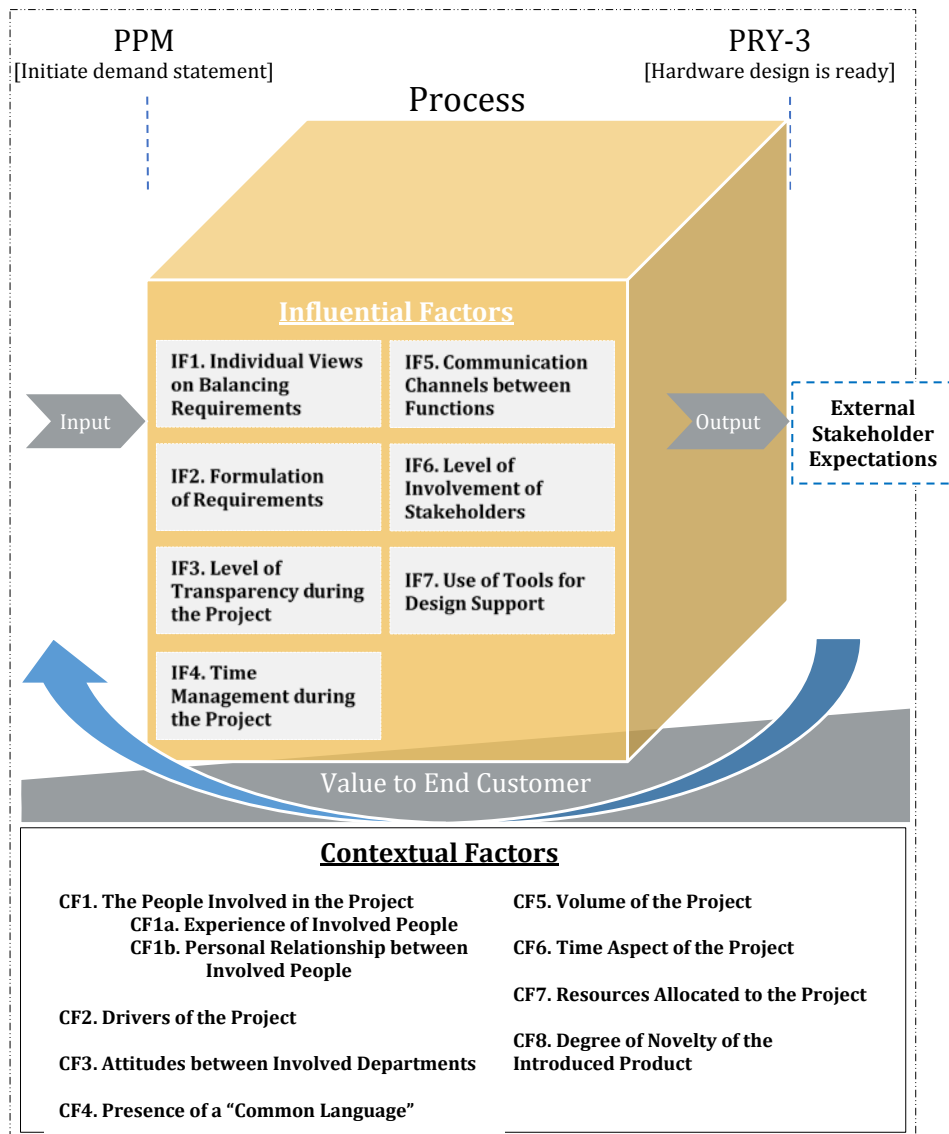 PPM
[Initiate demand statement]
PRY-3
[Hardware design is ready]
Process
Influential Factors
IF1. Individual Views
on Balancing
Requirements
IF2. Formulation
of Requirements
IF3. Level of
Transparency during
the Project
IF4. Time
Management during
the Project
IF5. Communication
Channels between
Functions
IF6. Level of
Involvement of
Stakeholders
IF7. Use of Tools for
Design Support
Input
Output
External
Stakeholder
Expectations
Value to End Customer
Contextual Factors
CF1. The People Involved in the Project
CF1a. Experience of Involved People
CF1b. Personal Relationship between
Involved People
CF2. Drivers of the Project
CF3. Attitudes between Involved Departments
CF4. Presence of a “Common Language”
CF5. Volume of the Project
CF6. Time Aspect of the Project
CF7. Resources Allocated to the Project
CF8. Degree of Novelty of the
Introduced Product